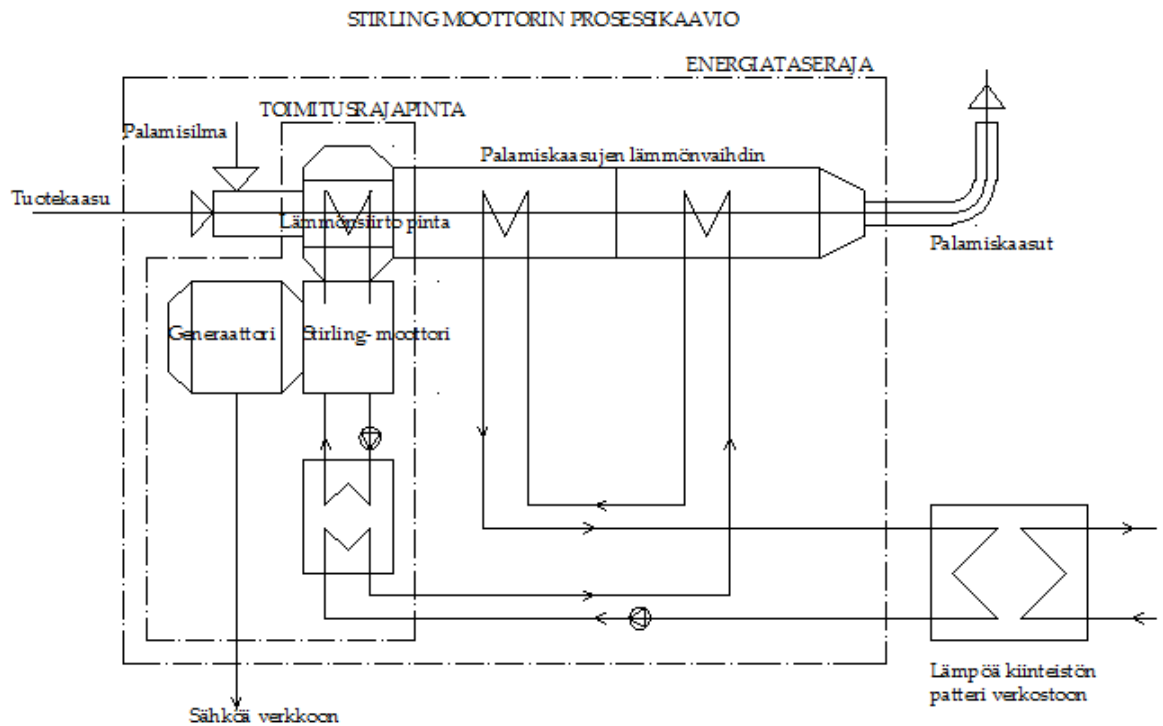 STIRLING MOOTTORIN PROSESSIKAAVIO
ENERGIATASERAJA
TOIMITUSRAJAPINTA
Palamisilma
Palamiskaasujen lämmönvaihdin
Tuotekaasu
Lämmönsiirto pinta
Palamiskaasut
Generaattori
Stirling- moottori
Lämpöä kiinteistön
patteri verkostoon
Sähköä verkkoon